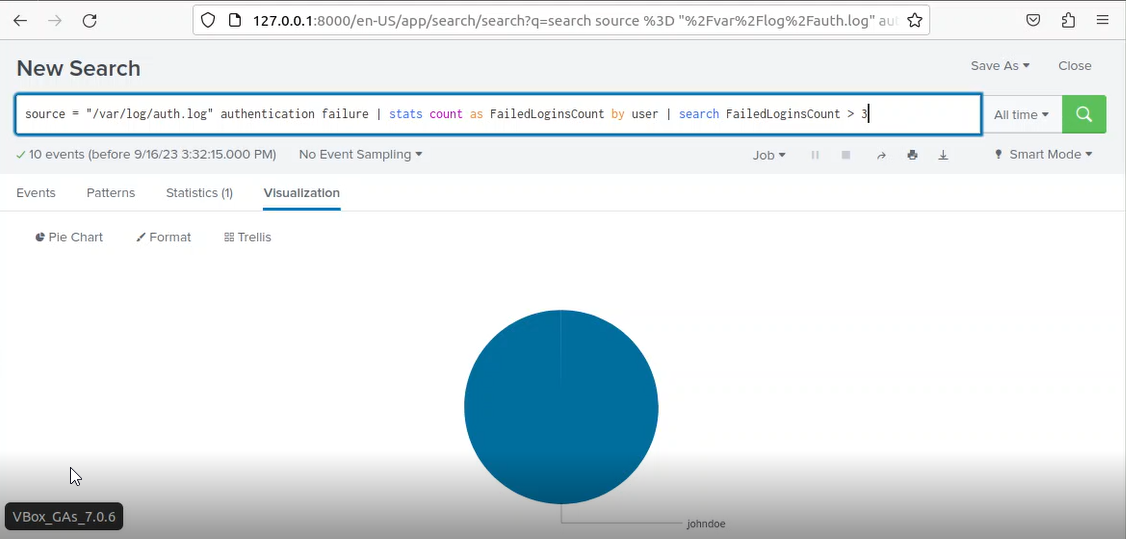 127.0.0.1:8000/en-US/app/search/search?q=search source %3D "%2Fvar%2Flog%2Fauth.log" au
New Search
Save As
Close
source = "/var/log/auth.log" authentication failure | stats count as FailedLoginsCount by user | search FailedLoginsCount > 3
All time
10 events (before 9/16/23 3:32:15.000 PM)
No Event Sampling
Job
Smart Mode
Events
Patterns
Statistics (1)
Visualization
Pie Chart
Format
Trellis
johndoe
VBox_GAs_7.0.6